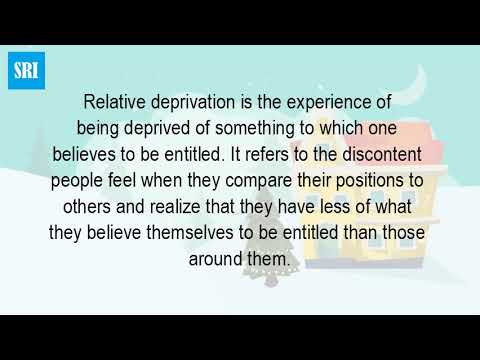 SRI
Relative deprivation is the experience of
being deprived of something to which one
believes to be entitled. It refers to the discontent
people feel when they compare their positions to
others and realize that they have less of what
they believe themselves to be entitled than those
around them.